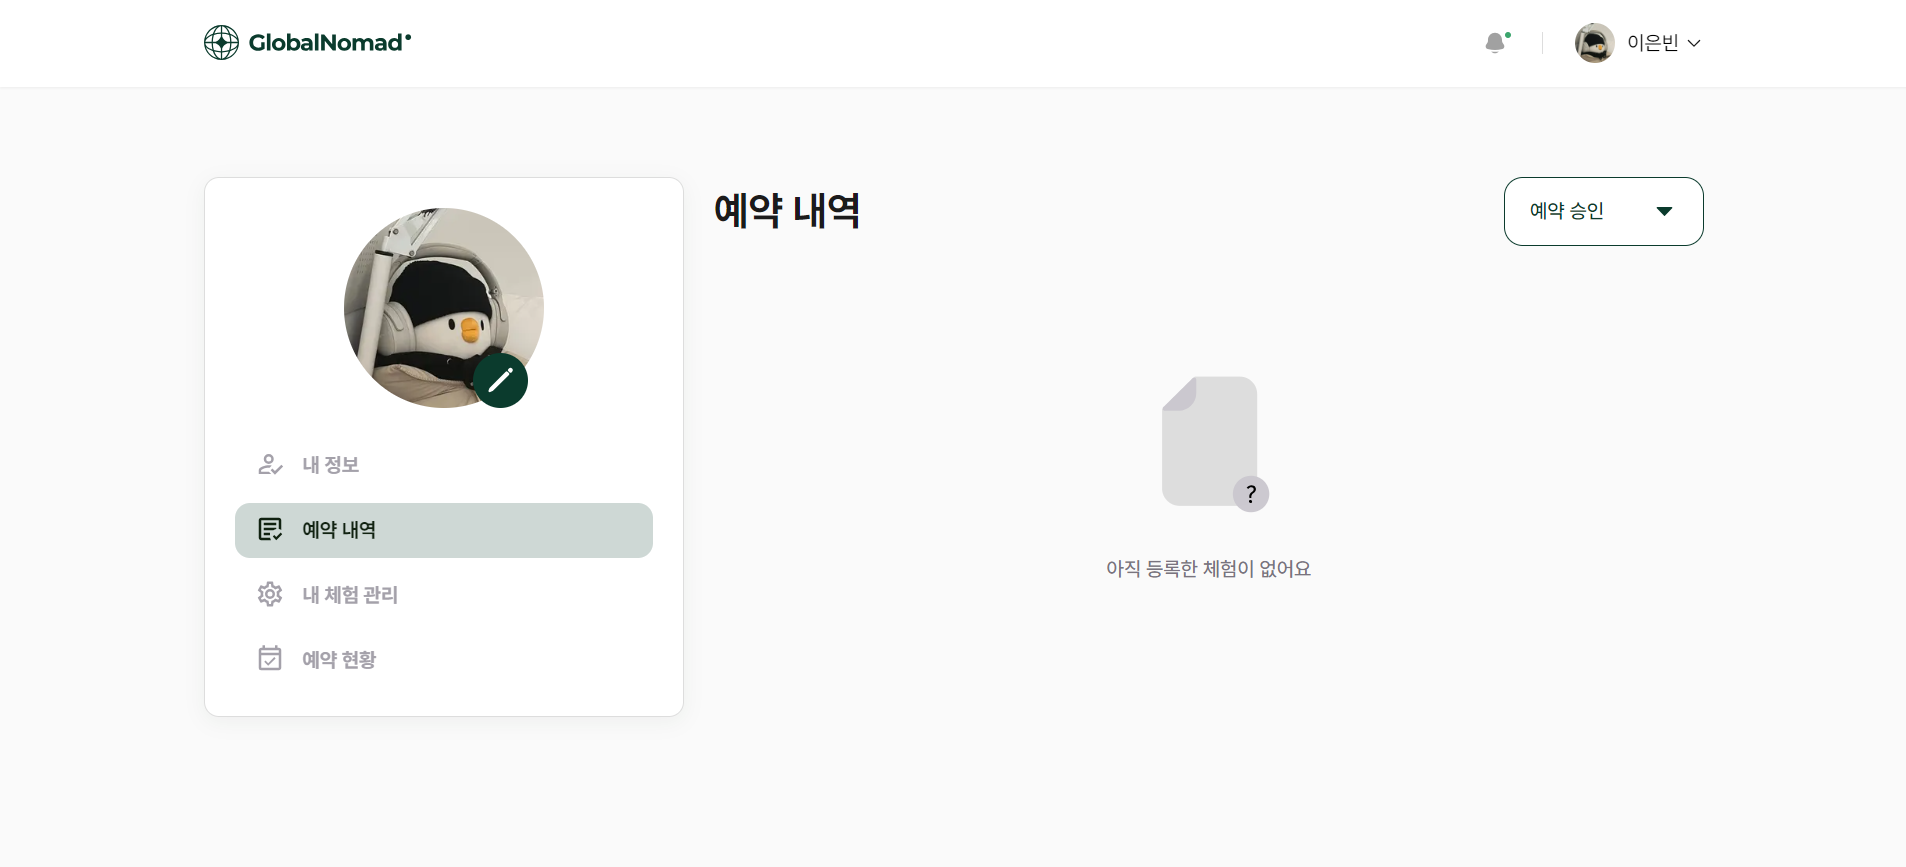 GlobalNomad
이은빈
예약 내역
예약 승인
내 정보
예약 내역
내 체험 관리
예약 현황
?
아직 등록한 체험이 없어요